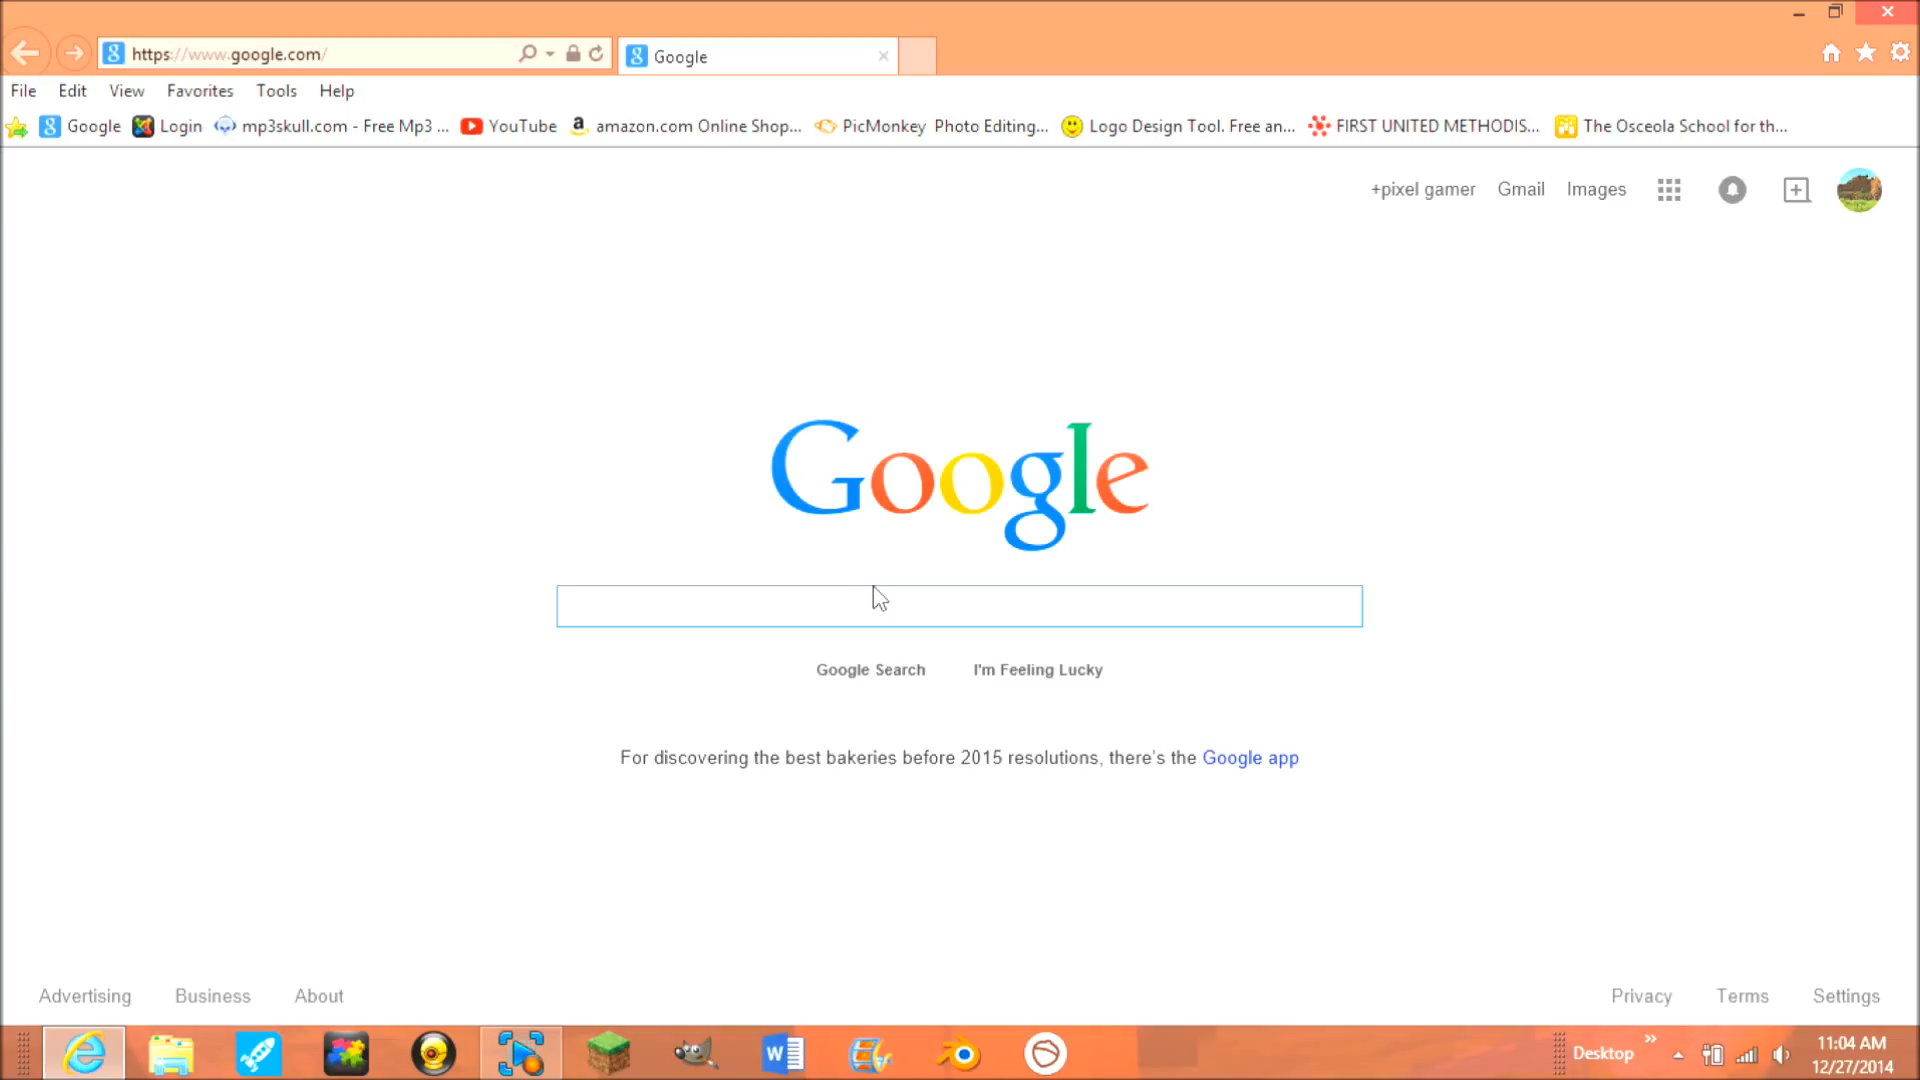 https://www.google.com/
Google
File Edit View Favorites Tools Help
Google Login mp3skull.com - Free Mp3 ... YouTube amazon.com Online Shop... PicMonkey Photo Editing... Logo Design Tool. Free an... FIRST UNITED METHODIS... The Osceola School for th...
+pixel gamer Gmail Images
Google
Google Search I'm Feeling Lucky
For discovering the best bakeries before 2015 resolutions, there's the Google app
Advertising Business About Privacy Terms Settings
Desktop 11:04 AM
12/27/2014